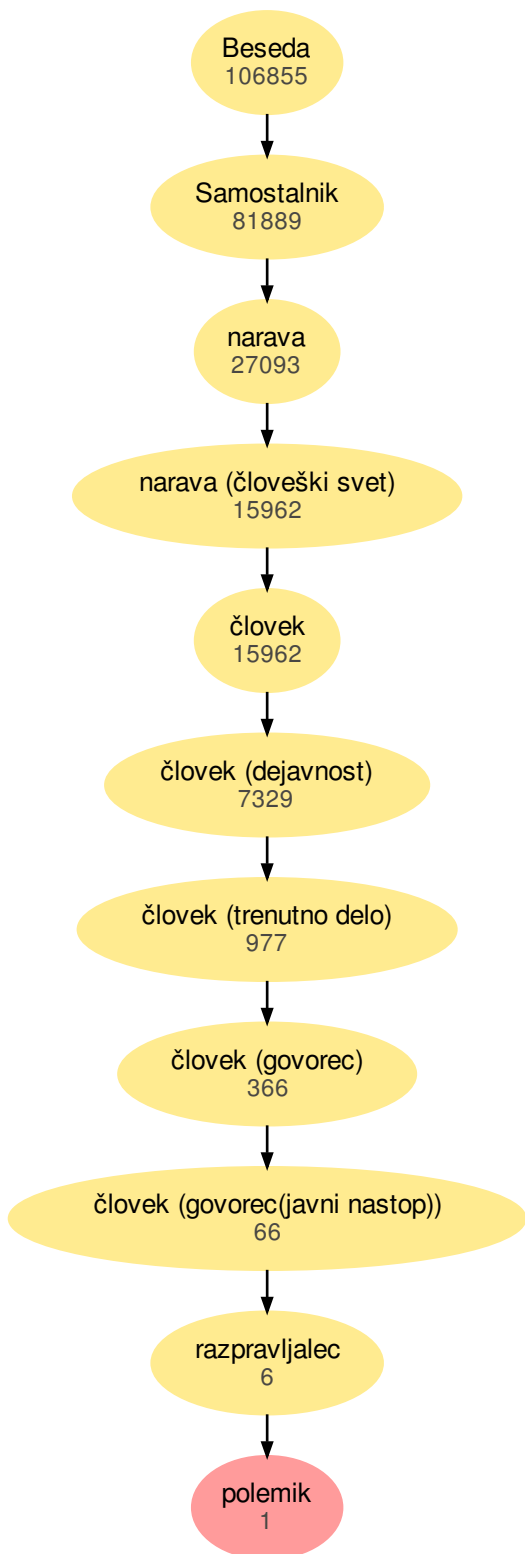 Beseda
106855
Samostalnik
81889
narava
27093
narava (človeški svet)
15962
človek
15962
človek (dejavnost)
7329
človek (trenutno delo)
977
človek (govorec)
366
človek (govorec(javni nastop))
66
razpravljalec
6
polemik
1